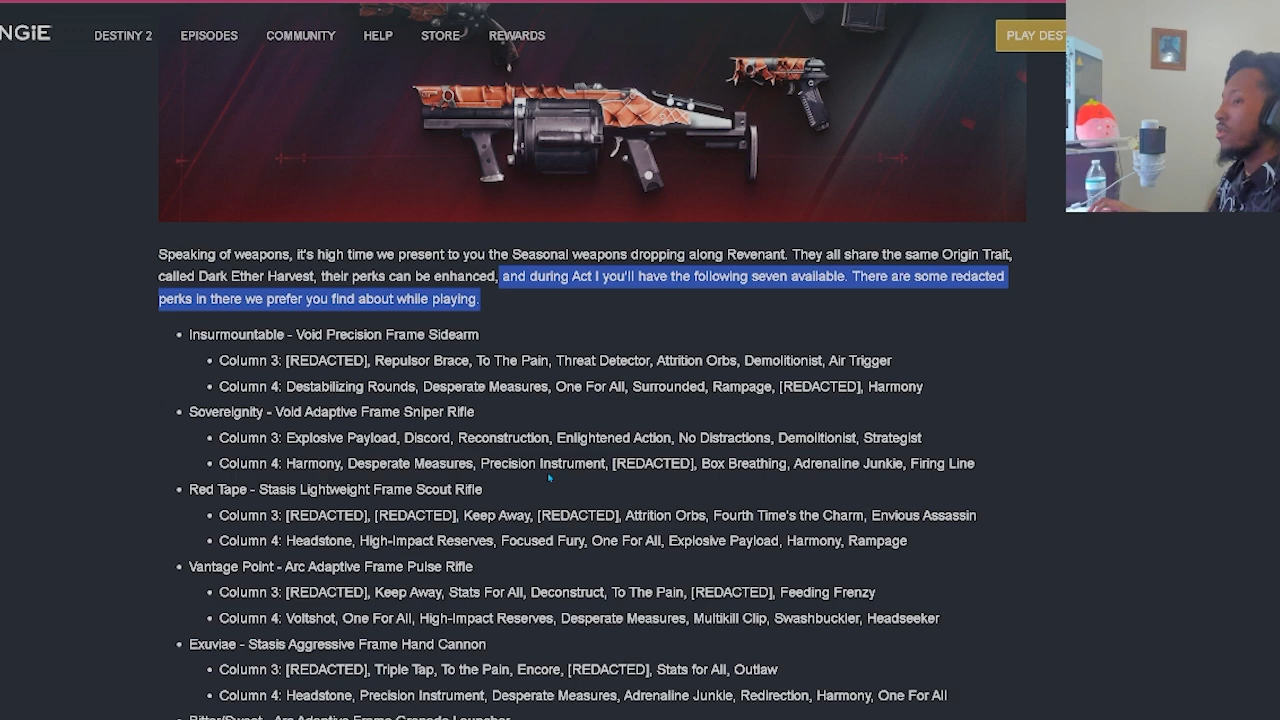 NGiE
DESTINY 2 EPISODES COMMUNITY HELP STORE REWARDS PLAY DEST
Speaking of weapons, it's high time we present to you the Seasonal weapons dropping along Revenant. They all share the same Origin Trait,
called Dark Ether Harvest, their perks can be enhanced, and during Act I you'll have the following seven available. There are some redacted
perks in there we prefer you find about while playing.
• Insurmountable - Void Precision Frame Sidearm
• Column 3: [REDACTED], Repulsor Brace, To The Pain, Threat Detector, Attrition Orbs, Demolitionist, Air Trigger
• Column 4: Destabilizing Rounds, Desperate Measures, One For All, Surrounded, Rampage, [REDACTED], Harmony
• Sovereignity - Void Adaptive Frame Sniper Rifle
• Column 3: Explosive Payload, Discord, Reconstruction, Enlightened Action, No Distractions, Demolitionist, Strategist
• Column 4: Harmony, Desperate Measures, Precision Instrument, [REDACTED], Box Breathing, Adrenaline Junkie, Firing Line
• Red Tape - Stasis Lightweight Frame Scout Rifle
• Column 3: [REDACTED], [REDACTED], Keep Away, [REDACTED], Attrition Orbs, Fourth Time's the Charm, Envious Assassin
• Column 4: Headstone, High-Impact Reserves, Focused Fury, One For All, Explosive Payload, Harmony, Rampage
• Vantage Point - Arc Adaptive Frame Pulse Rifle
• Column 3: [REDACTED], Keep Away, Stats For All, Deconstruct, To The Pain, [REDACTED], Feeding Frenzy
• Column 4: Voltshot, One For All, High-Impact Reserves, Desperate Measures, Multikill Clip, Swashbuckler, Headseeker
• Exuviae - Stasis Aggressive Frame Hand Cannon
• Column 3: [REDACTED], Triple Tap, To the Pain, Encore, [REDACTED], Stats for All, Outlaw
• Column 4: Headstone, Precision Instrument, Desperate Measures, Adrenaline Junkie, Redirection, Harmony, One For All
• Bitter/Sweet - Arc Adaptive Frame Grenade Launcher